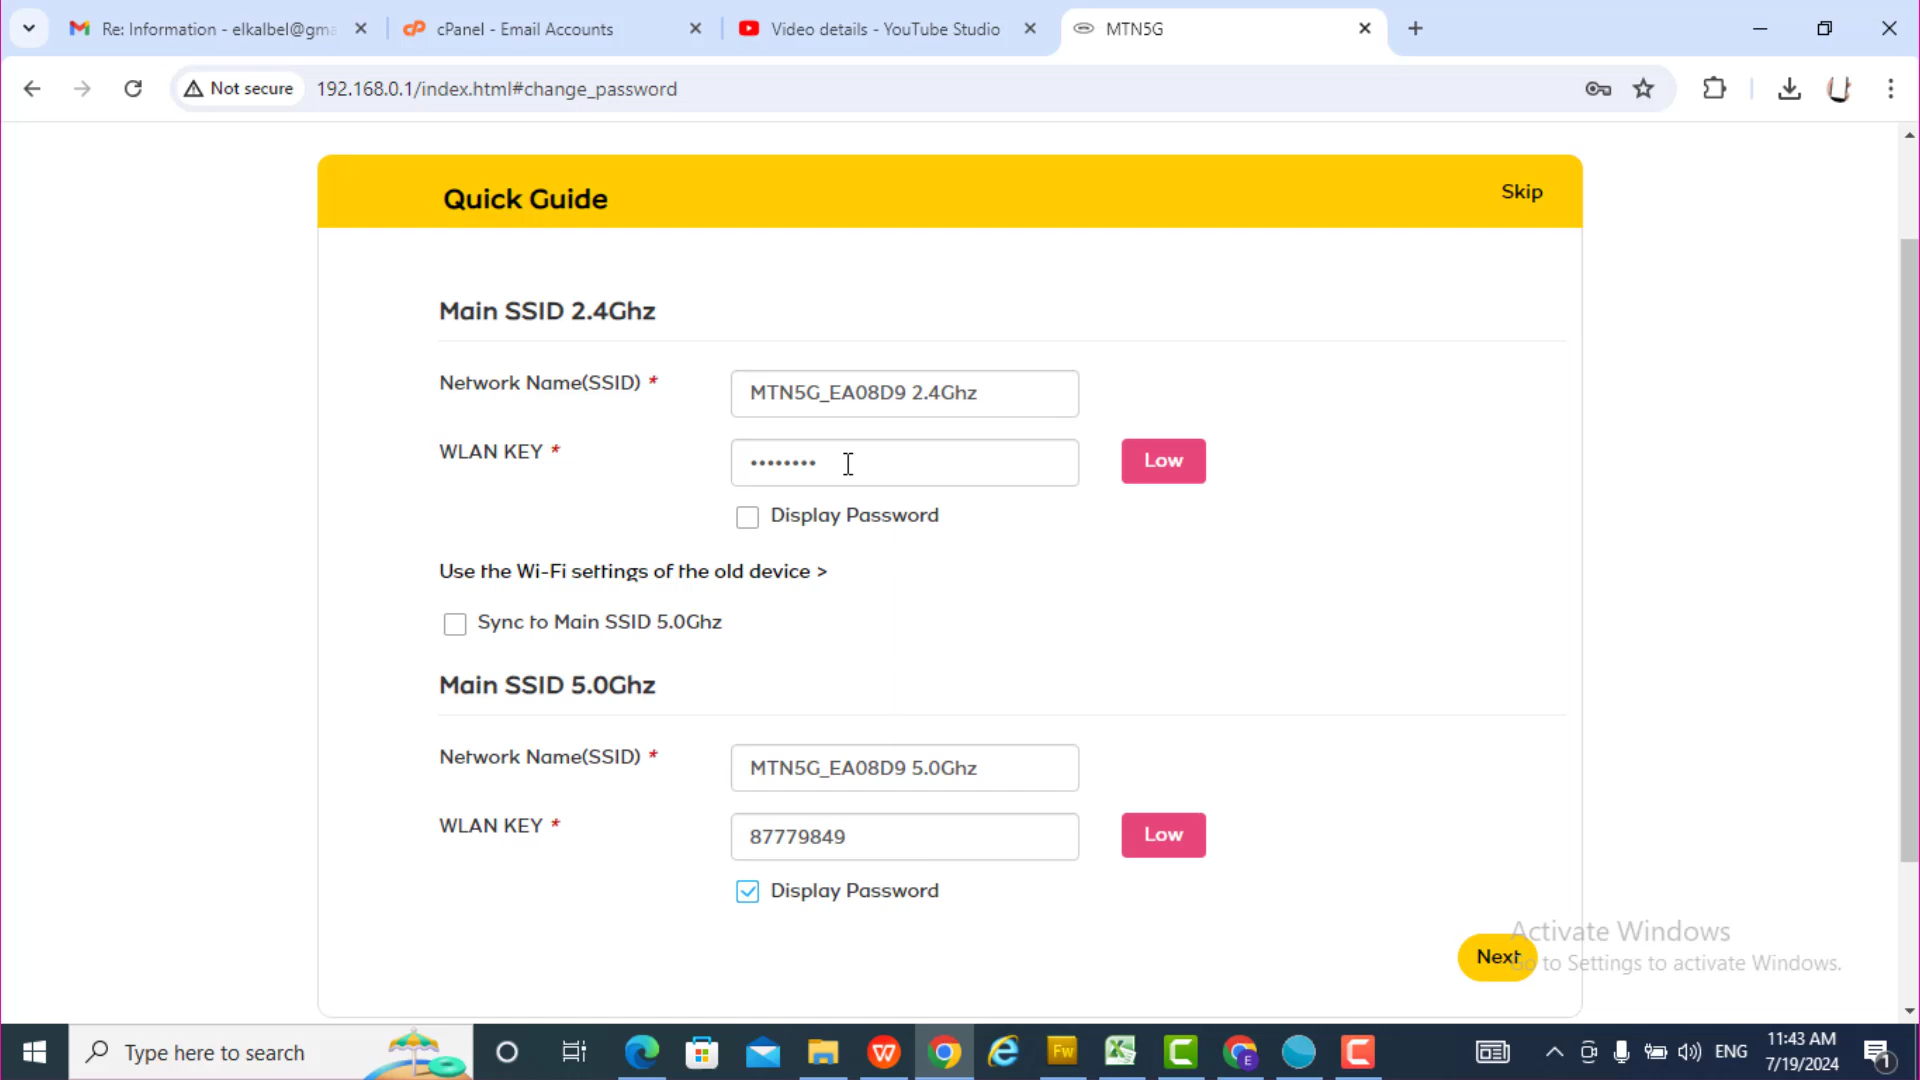 Re: Information - elkalbel@gma
cPanel - Email Accounts
Video details - YouTube Studio
MTN5G
Not secure
192.168.0.1/index.html#change_password
Quick Guide
Skip
Main SSID 2.4Ghz
Network Name(SSID) *
MTN5G_EA08D9 2.4Ghz
WLAN KEY *
••••••••
Low
Display Password
Use the Wi-Fi settings of the old device >
Sync to Main SSID 5.0Ghz
Main SSID 5.0Ghz
Network Name(SSID) *
MTN5G_EA08D9 5.0Ghz
WLAN KEY *
87779849
Low
Display Password
Activate Windows
Next
Go to Settings to activate Windows.
Type here to search
Fw
E
ENG
11:43 AM
7/19/2024
1